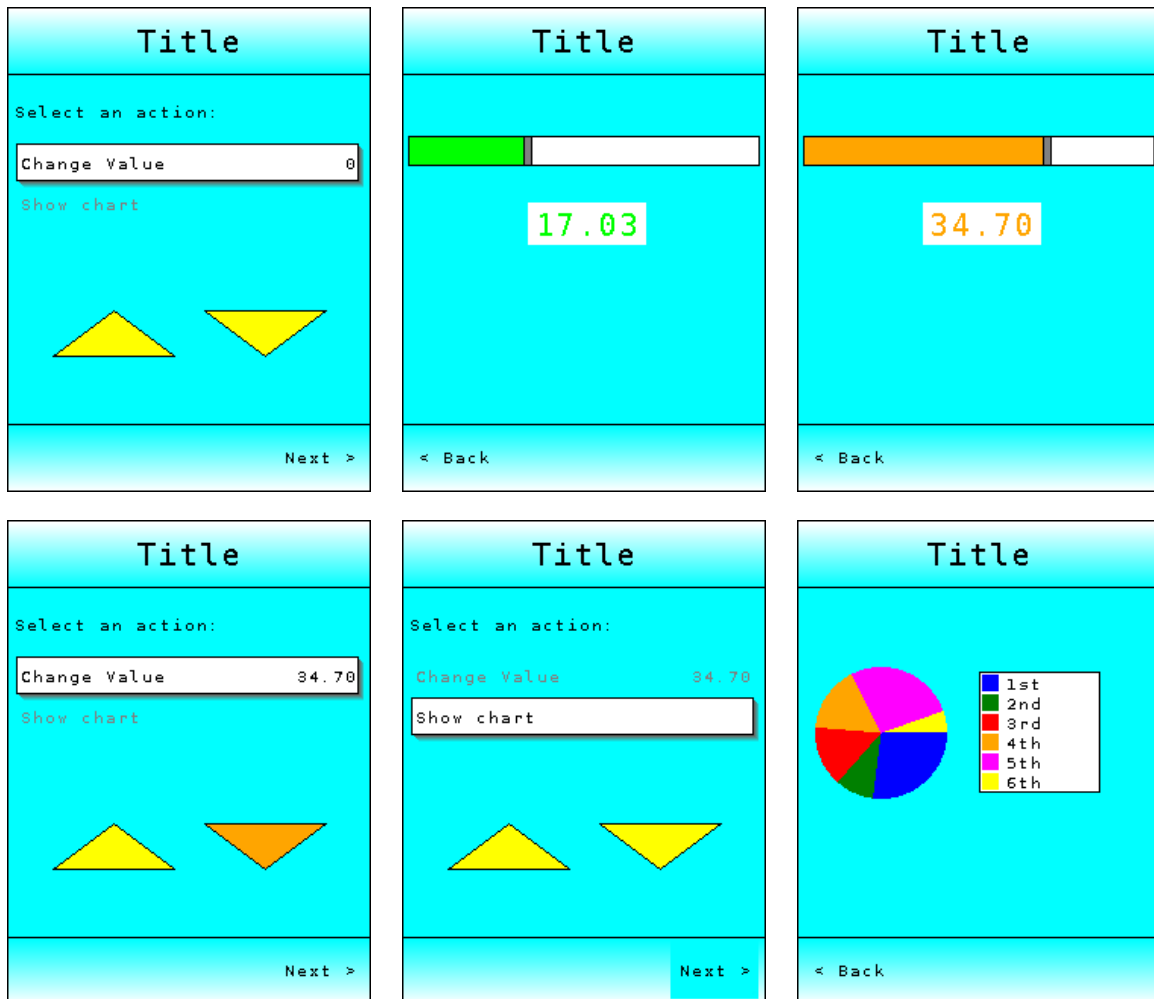 Title
Select an action:
Change Value 0
Show chart
Next >
Title
17.03
< Back
Title
34.70
< Back
Title
Select an action:
Change Value 34.70
Show chart
Next >
Title
Select an action:
Change Value 34.70
Show chart
Next >
Title
1st
2nd
3rd
4th
5th
6th
< Back